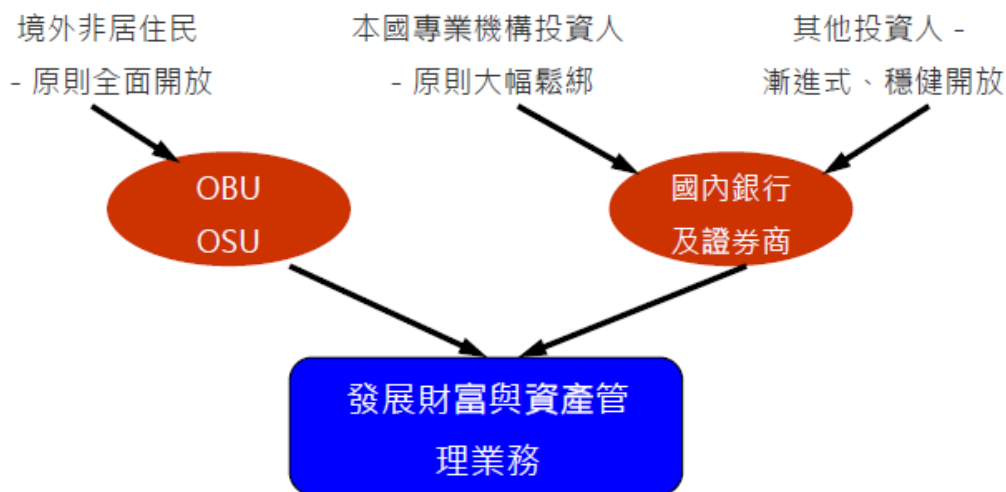 境外非居住民
- 原則全面開放
本國專業機構投資人
- 原則大幅鬆綁
其他投資人 -
漸進式、穩健開放
OBU
OSU
國內銀行
及證券商
發展財富與資產管
理業務